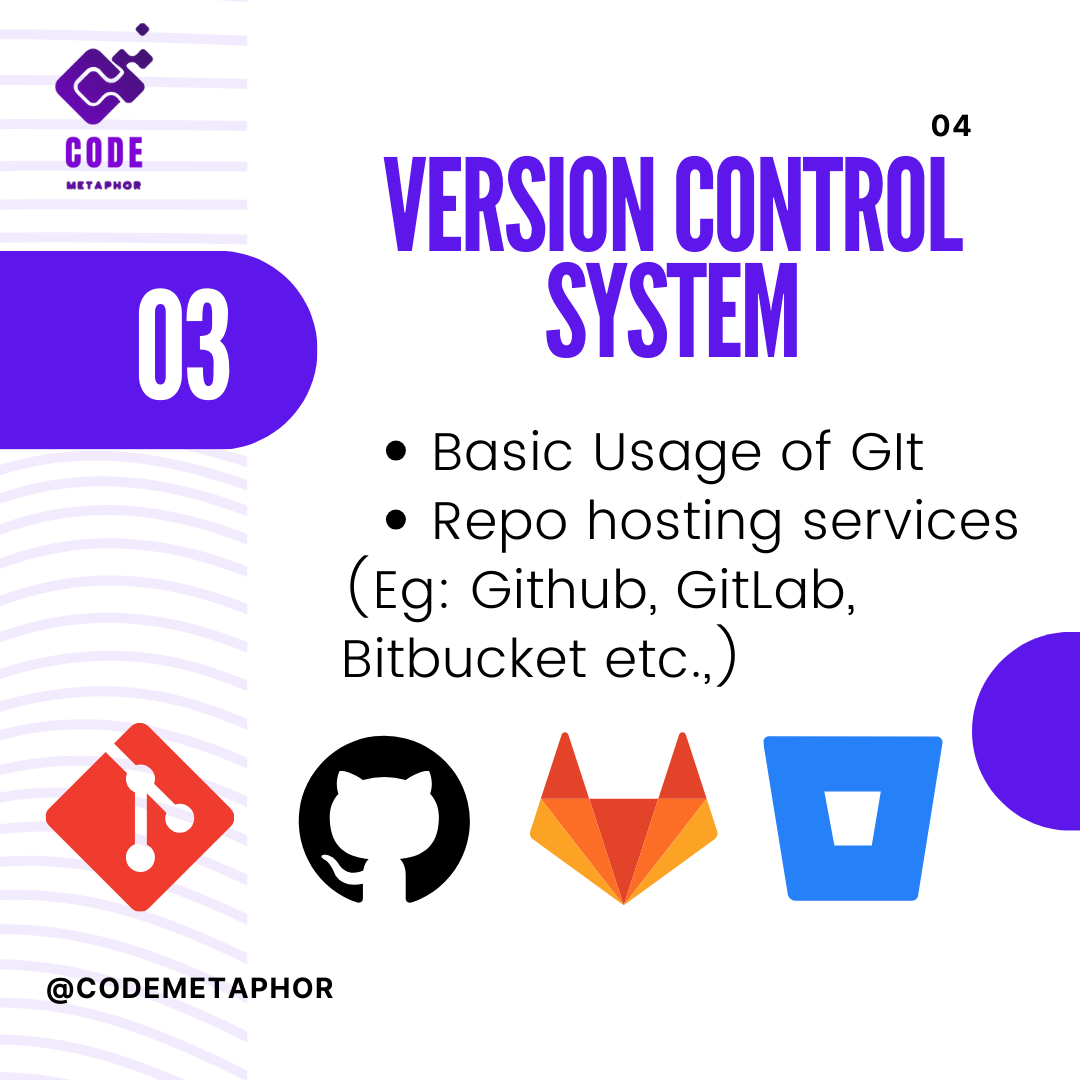 CODE
METAPHOR
04
VERSION CONTROL
SYSTEM
03
• Basic Usage of GIt
• Repo hosting services
(Eg: Github, GitLab,
Bitbucket etc.,)
@CODEMETAPHOR